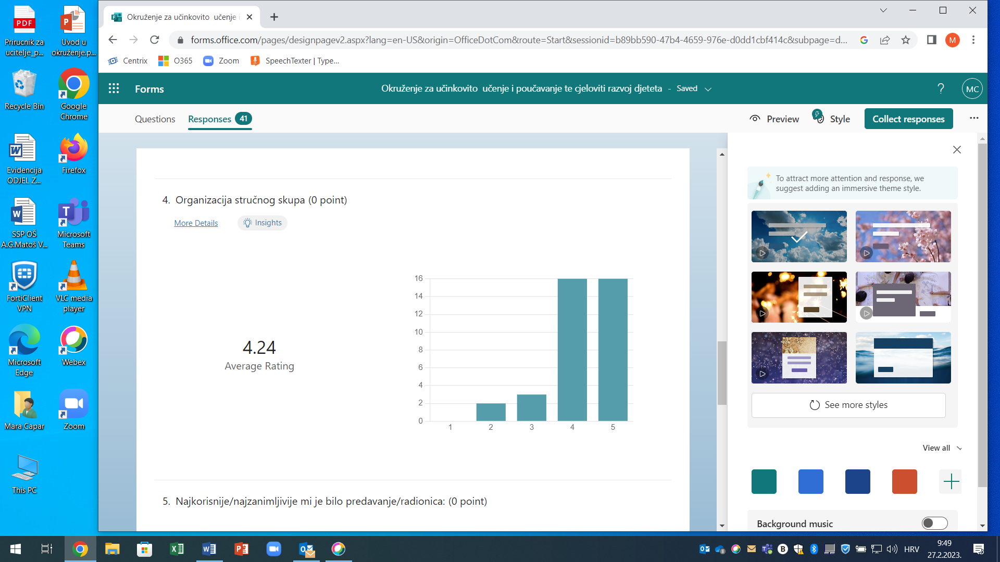 PDF
Prirucnik za
ucitelje_p...
Uvod u
okruženje.p...
Recycle Bin
Google
Chrome
Evidencija
ODJEL Z...
Firefox
SSP OŠ
A.G.Matoš V...
Microsoft
Teams
FortiClient
VPN
VLC media
player
Microsoft
Edge
Webex
Mara Capar
Zoom
This PC
Okruženje za učinkovito  učenje i
forms.office.com/pages/designpagev2.aspx?lang=en-US&origin=OfficeDotCom&route=Start&sessionid=b89bb590-47b4-4659-976e-d0dd1cbf414c&subpage=d...
M
Centrix
O365
Zoom
SpeechTexter | Type...
Forms
Okruženje za učinkovito  učenje i poučavanje te cjeloviti razvoj djeteta - Saved
?
MC
Questions
Responses 41
Preview
Style
Collect responses
4. Organizacija stručnog skupa (0 point)
More Details
Insights
4.24
Average Rating
16
14
12
10
8
6
4
2
0
1 2 3 4 5
5. Najkorisnije/najzanimljivije mi je bilo predavanje/radionica: (0 point)
To attract more attention and response, we
suggest adding an immersive theme style.
See more styles
View all
Background music
HRV
9:49
27.2.2023.